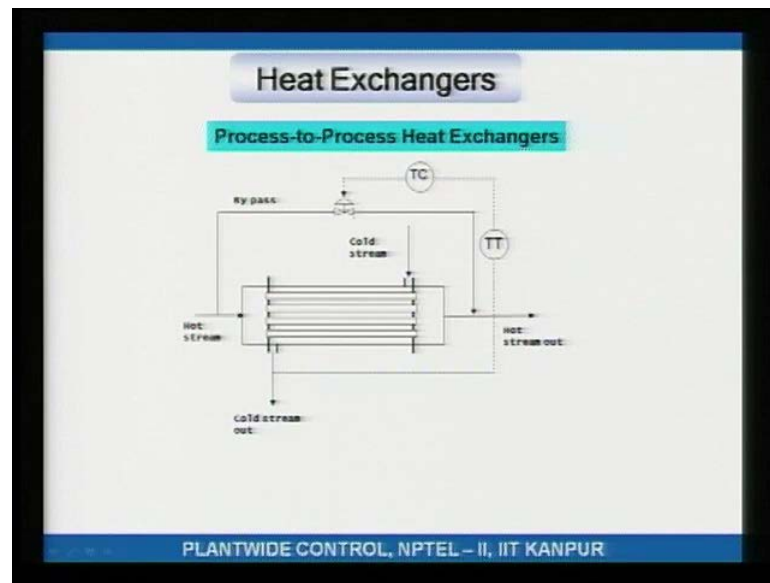 Heat Exchangers
Process-to-Process Heat Exchangers
TC
By pass
TT
Cold
stream
Hot
stream
Hot
stream out
Cold stream
out
PLANTWIDE CONTROL, NPTEL – II, IIT KANPUR